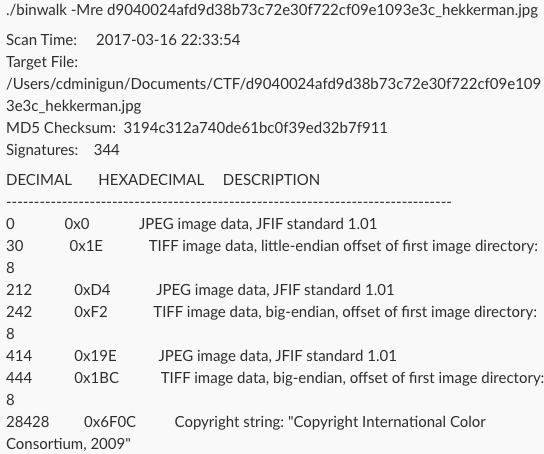 ./binwalk -Mre d9040024afd9d38b73c72e30f722cf09e1093e3c_hekkerman.jpg
Scan Time: 2017-03-16 22:33:54
Target File:
/Users/cdminigun/Documents/CTF/d9040024afd9d38b73c72e30f722cf09e109
3e3c_hekkerman.jpg
MD5 Checksum: 3194c312a740de61bc0f39ed32b7f911
Signatures: 344
DECIMAL HEXADECIMAL DESCRIPTION
--------------------------------------------------------------------------------
0 0x0 JPEG image data, JFIF standard 1.01
30 0x1E TIFF image data, little-endian offset of first image directory:
8
212 0xD4 JPEG image data, JFIF standard 1.01
242 0xF2 TIFF image data, big-endian, offset of first image directory:
8
414 0x19E JPEG image data, JFIF standard 1.01
444 0x1BC TIFF image data, big-endian, offset of first image directory:
8
28428 0x6F0C Copyright string: "Copyright International Color
Consortium, 2009"